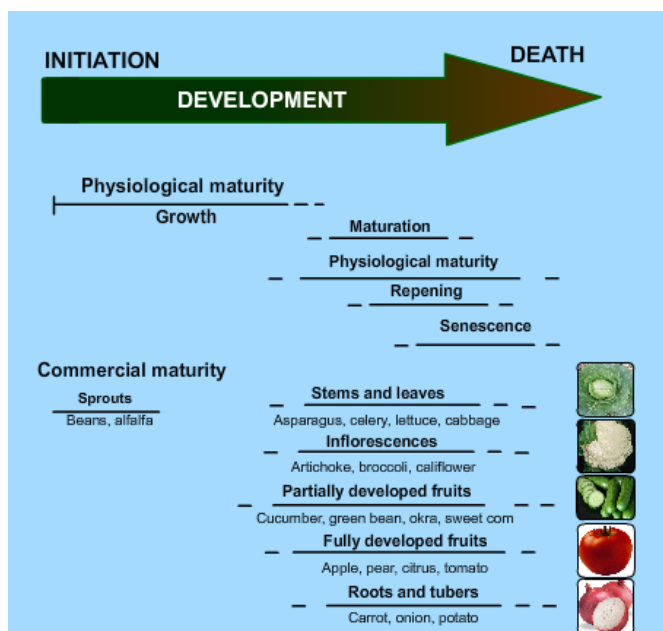 INITIATION
DEATH
DEVELOPMENT
Physiological maturity
Growth
Maturation
Physiological maturity
Repening
Senescence
Commercial maturity
Sprouts
Beans, alfalfa
Stems and leaves
Asparagus, celery, lettuce, cabbage
Inflorescences
Artichoke, broccoli, califlower
Partially developed fruits
Cucumber, green bean, okra, sweet corn
Fully developed fruits
Apple, pear, citrus, tomato
Roots and tubers
Carrot, onion, potato